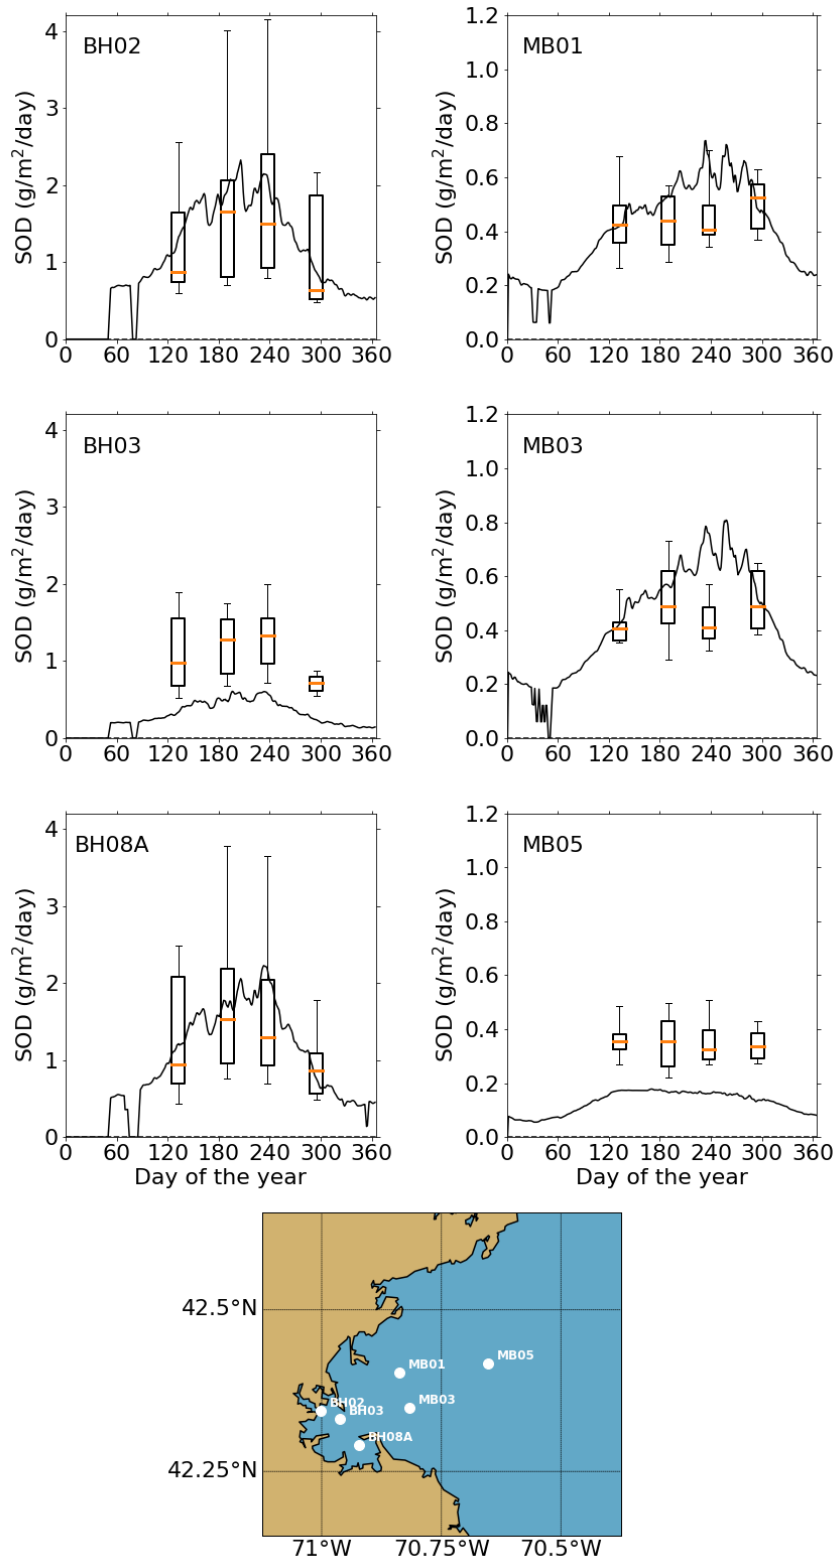 BH02
SOD (g/m²/day)
4
3
2
1
0
0 60 120 180 240 300 360
MB01
SOD (g/m²/day)
1.2
1.0
0.8
0.6
0.4
0.2
0.0
0 60 120 180 240 300 360
BH03
SOD (g/m²/day)
4
3
2
1
0
0 60 120 180 240 300 360
MB03
SOD (g/m²/day)
1.2
1.0
0.8
0.6
0.4
0.2
0.0
0 60 120 180 240 300 360
BH08A
SOD (g/m²/day)
4
3
2
1
0
0 60 120 180 240 300 360
Day of the year
MB05
SOD (g/m²/day)
1.2
1.0
0.8
0.6
0.4
0.2
0.0
0 60 120 180 240 300 360
Day of the year
42.5°N
MB05
MB01
BH02
MB03
BH03
BH08A
42.25°N
71°W 70.75°W 70.5°W